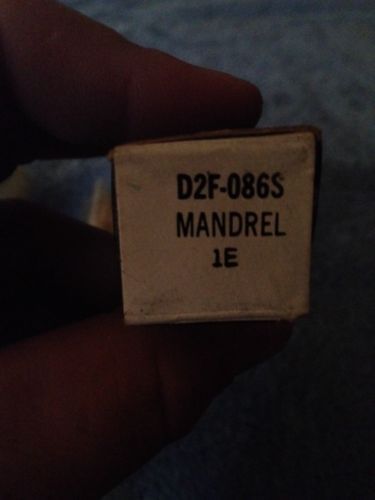 D2F-086S
MANDREL
1E